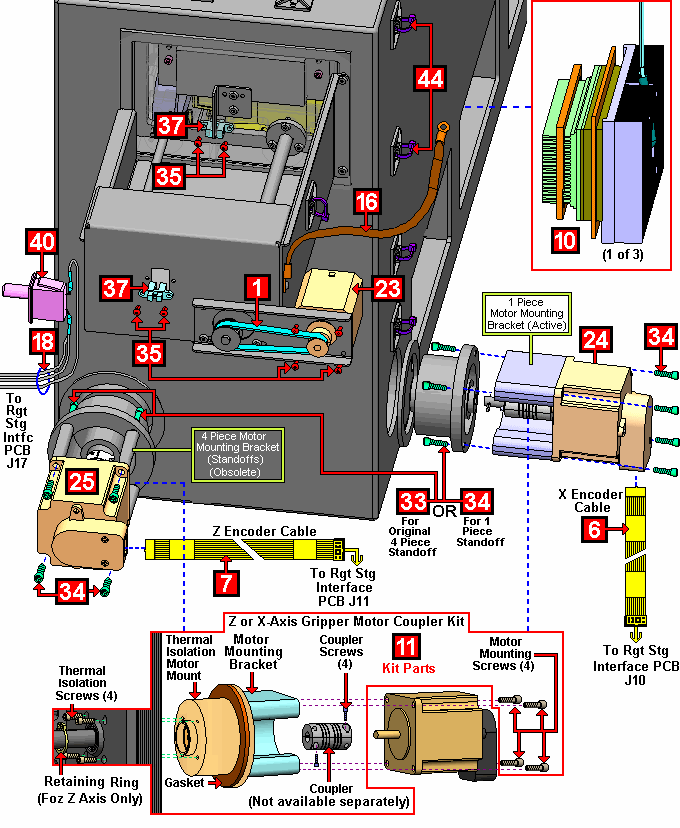 44
37
35
16
10
(1 of 3)
40
37
1
23
1 Piece
Motor Mounting
Bracket (Active)
18
35
24
34
To
Rgt
Stg
Intfc
PCB
J17
4 Piece Motor
Mounting Bracket
(Standoffs)
(Obsolete)
25
33
OR
34
For
Original
4 Piece
Standoff
For 1
Piece
Standoff
X Encoder
Cable
6
Z Encoder Cable
7
34
To Rgt Stg
Interface
PCB J11
To Rgt Stg
Interface PCB
J10
Z or X-Axis Gripper Motor Coupler Kit
Thermal
Isolation
Motor
Mount
Motor
Mounting
Bracket
Coupler
Screws
(4)
11
Kit Parts
Motor
Mounting
Screws (4)
Thermal
Isolation
Screws (4)
Retaining Ring
(Foz Z Axis Only)
Gasket
Coupler
(Not available separately)